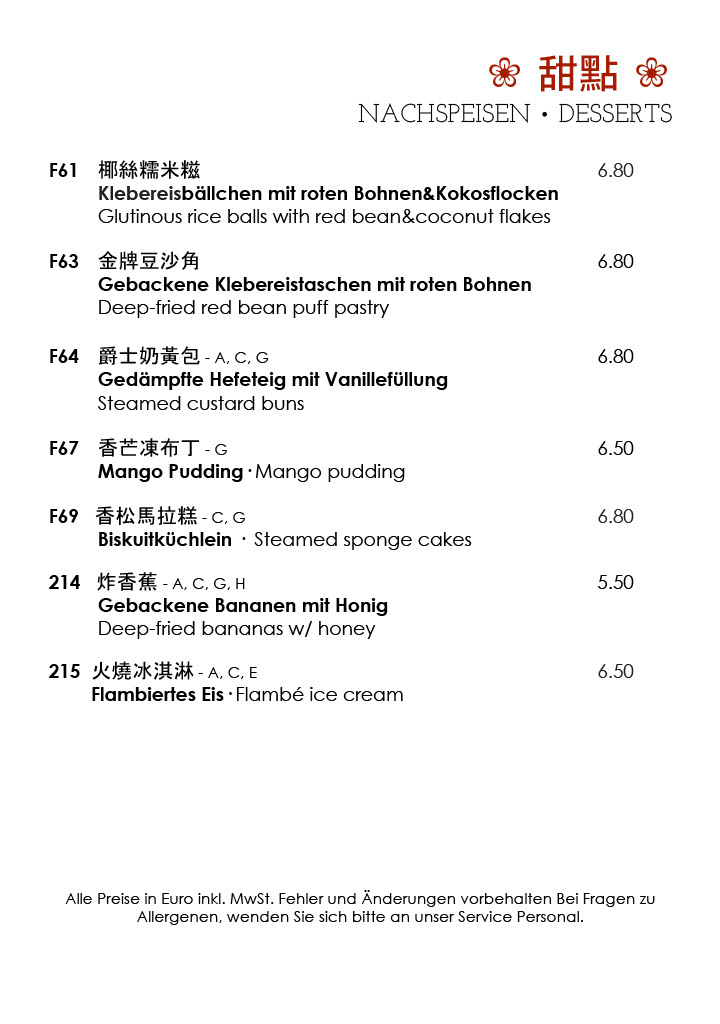 甜點
NACHSPEISEN • DESSERTS
F61 椰絲糯米糍 6.80
Klebereisbällchen mit roten Bohnen&Kokosflocken
Glutinous rice balls with red bean&coconut flakes
F63 金牌豆沙角 6.80
Gebackene Klebereistaschen mit roten Bohnen
Deep-fried red bean puff pastry
F64 爵士奶黃包 - A, C, G 6.80
Gedämpfte Hefeteig mit Vanillefüllung
Steamed custard buns
F67 香芒凍布丁 - G 6.50
Mango Pudding · Mango pudding
F69 香松馬拉糕 - C, G 6.80
Biskuitküchlein · Steamed sponge cakes
214 炸香蕉 - A, C, G, H 5.50
Gebackene Bananen mit Honig
Deep-fried bananas w/ honey
215 火燒冰淇淋 - A, C, E 6.50
Flambiertes Eis · Flambé ice cream
Alle Preise in Euro inkl. MwSt. Fehler und Änderungen vorbehalten Bei Fragen zu
Allergenen, wenden Sie sich bitte an unser Service Personal.